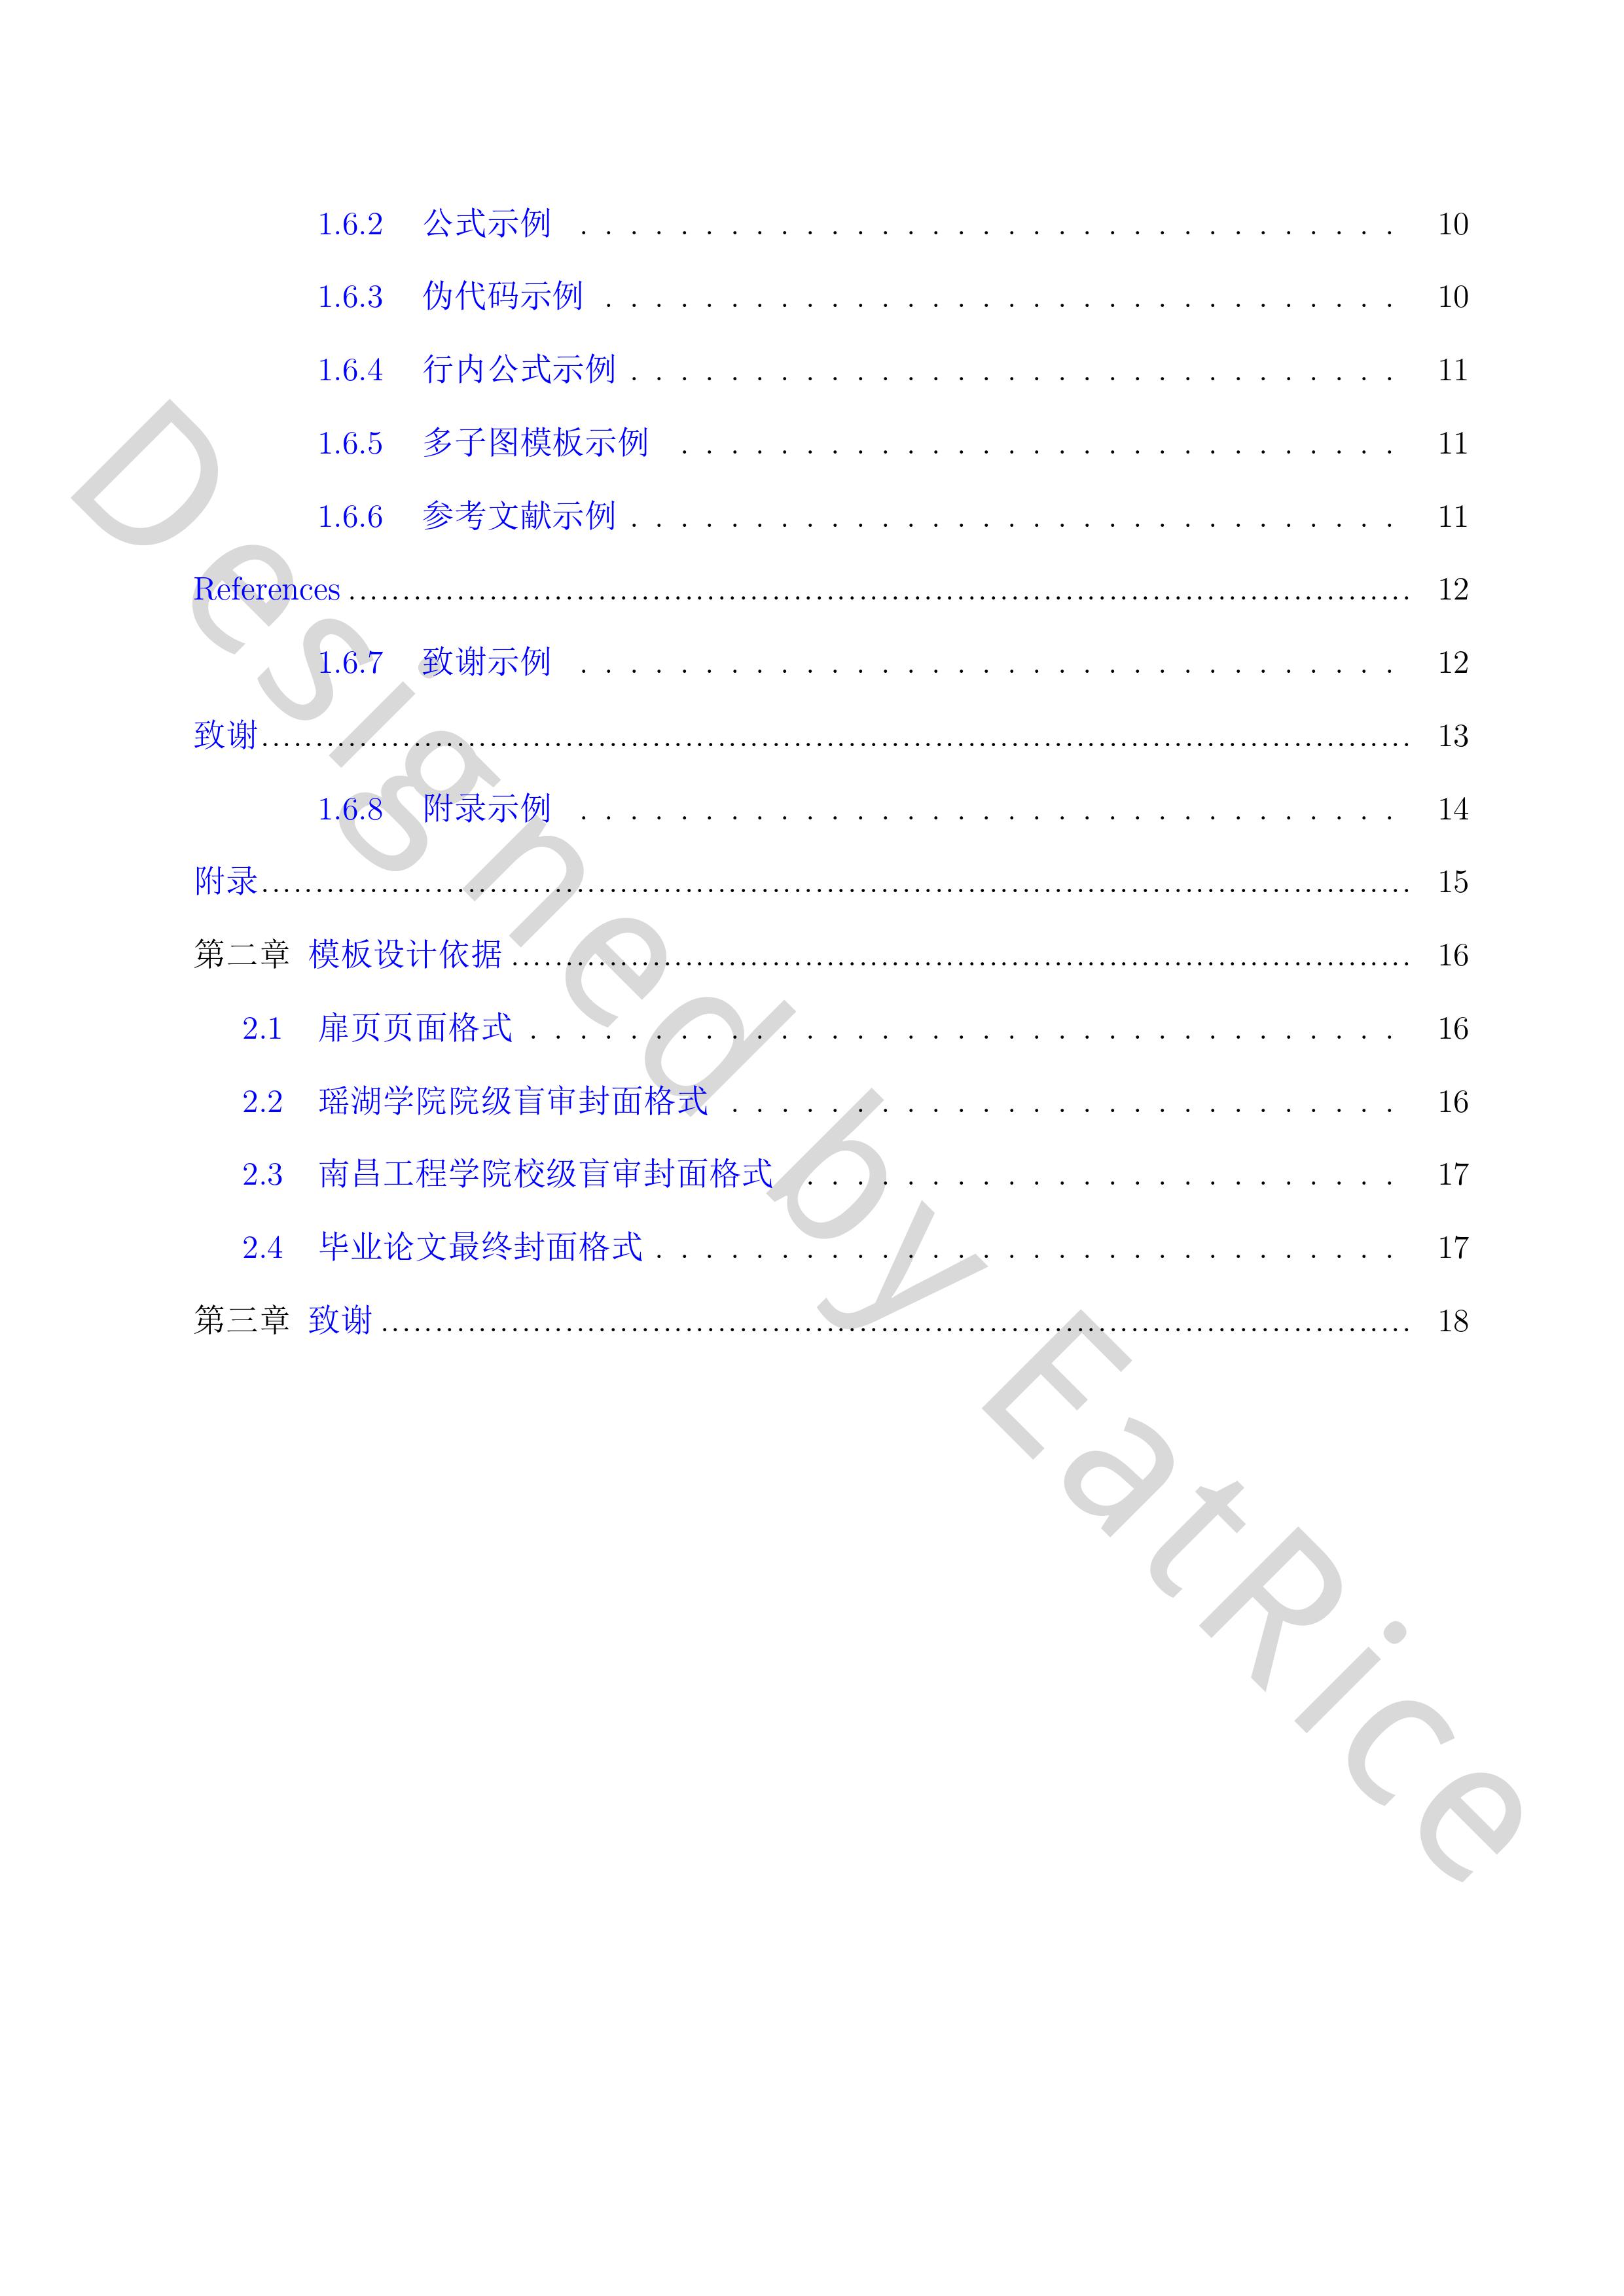 1.6.2 公式示例 . . . . . . . . . . . . . . . . . . . . . . . . . . . . . . . . . 10
1.6.3 伪代码示例 . . . . . . . . . . . . . . . . . . . . . . . . . . . . . . . . 10
1.6.4 行内公式示例 . . . . . . . . . . . . . . . . . . . . . . . . . . . . . . . 11
1.6.5 多子图模板示例 . . . . . . . . . . . . . . . . . . . . . . . . . . . . . 11
1.6.6 参考文献示例 . . . . . . . . . . . . . . . . . . . . . . . . . . . . . . . 11
References ........................................ 12
1.6.7 致谢示例 . . . . . . . . . . . . . . . . . . . . . . . . . . . . . . . . . 12
致谢 ........................................ 13
1.6.8 附录示例 . . . . . . . . . . . . . . . . . . . . . . . . . . . . . . . . . 14
附录 ........................................ 15
第二章 模板设计依据 ........................................ 16
2.1 扉页页面格式 . . . . . . . . . . . . . . . . . . . . . . . . . . . . . . . . . . . 16
2.2 瑶湖学院院级盲审封面格式 . . . . . . . . . . . . . . . . . . . . . . . . . . . 16
2.3 南昌工程学院校级盲审封面格式 . . . . . . . . . . . . . . . . . . . . . . . . 17
2.4 毕业论文最终封面格式 . . . . . . . . . . . . . . . . . . . . . . . . . . . . . . 17
第三章 致谢 ........................................ 18
Designed by EatRice